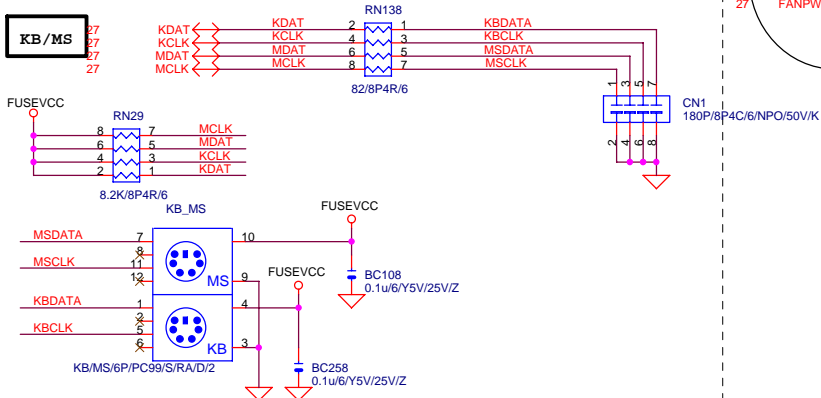 RN138
27 FANPW
KB/MS
27 KDAT KDAT 2 1 KBDATA
27 KCLK KCLK 4 3 KBCLK
27 MDAT MDAT 6 5 MSDATA
27 MCLK MCLK 8 7 MSCLK
82/8P4R/6
1 3 5 7
CN1
180P/8P4C/6/NPO/50V/K
2 4 6 8
FUSEVCC
RN29
8 7 MCLK
6 5 MDAT
4 3 KCLK
2 1 KDAT
8.2K/8P4R/6
KB_MS
FUSEVCC
MSDATA 7 10
8
MSCLK 11
12 MS 9
BC108
0.1u/6/Y5V/25V/Z
FUSEVCC
KBDATA 1 4
2
KBCLK 5
6 KB 3
KB/MS/6P/PC99/S/RA/D/2
BC258
0.1u/6/Y5V/25V/Z